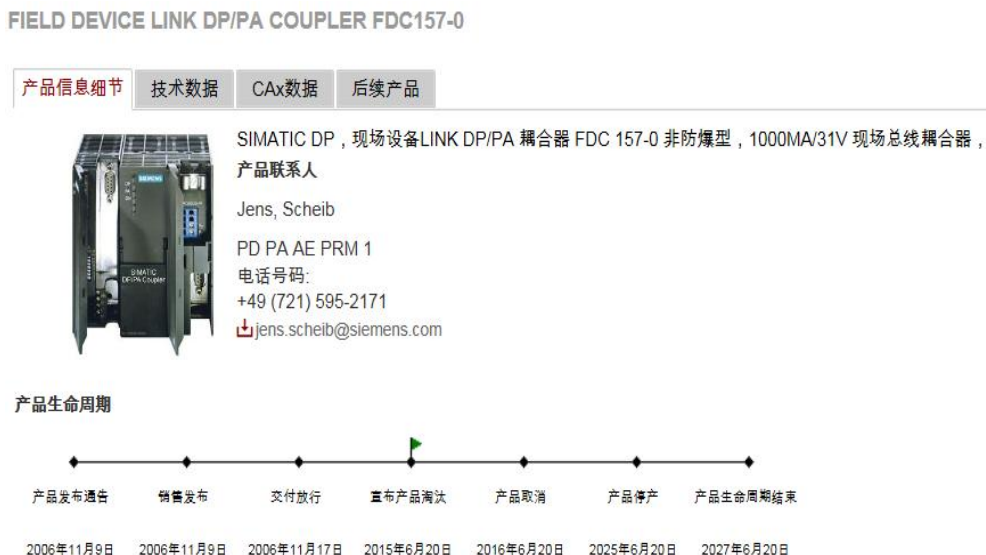 FIELD DEVICE LINK DP/PA COUPLER FDC157-0
产品信息细节 技术数据 CAx数据 后续产品
SIMATIC DP，现场设备LINK DP/PA 耦合器 FDC 157-0 非防爆型，1000MA/31V 现场总线耦合器，
产品联系人
Jens, Scheib
PD PA AE PRM 1
电话号码:
+49 (721) 595-2171
jens.scheib@siemens.com
SIEMENS
SIMATIC
DP/PA Coupler
产品生命周期
产品发布通告 销售发布 交付放行 宣布产品淘汰 产品取消 产品停产 产品生命周期结束
2006年11月9日 2006年11月9日 2006年11月17日 2015年6月20日 2016年6月20日 2025年6月20日 2027年6月20日